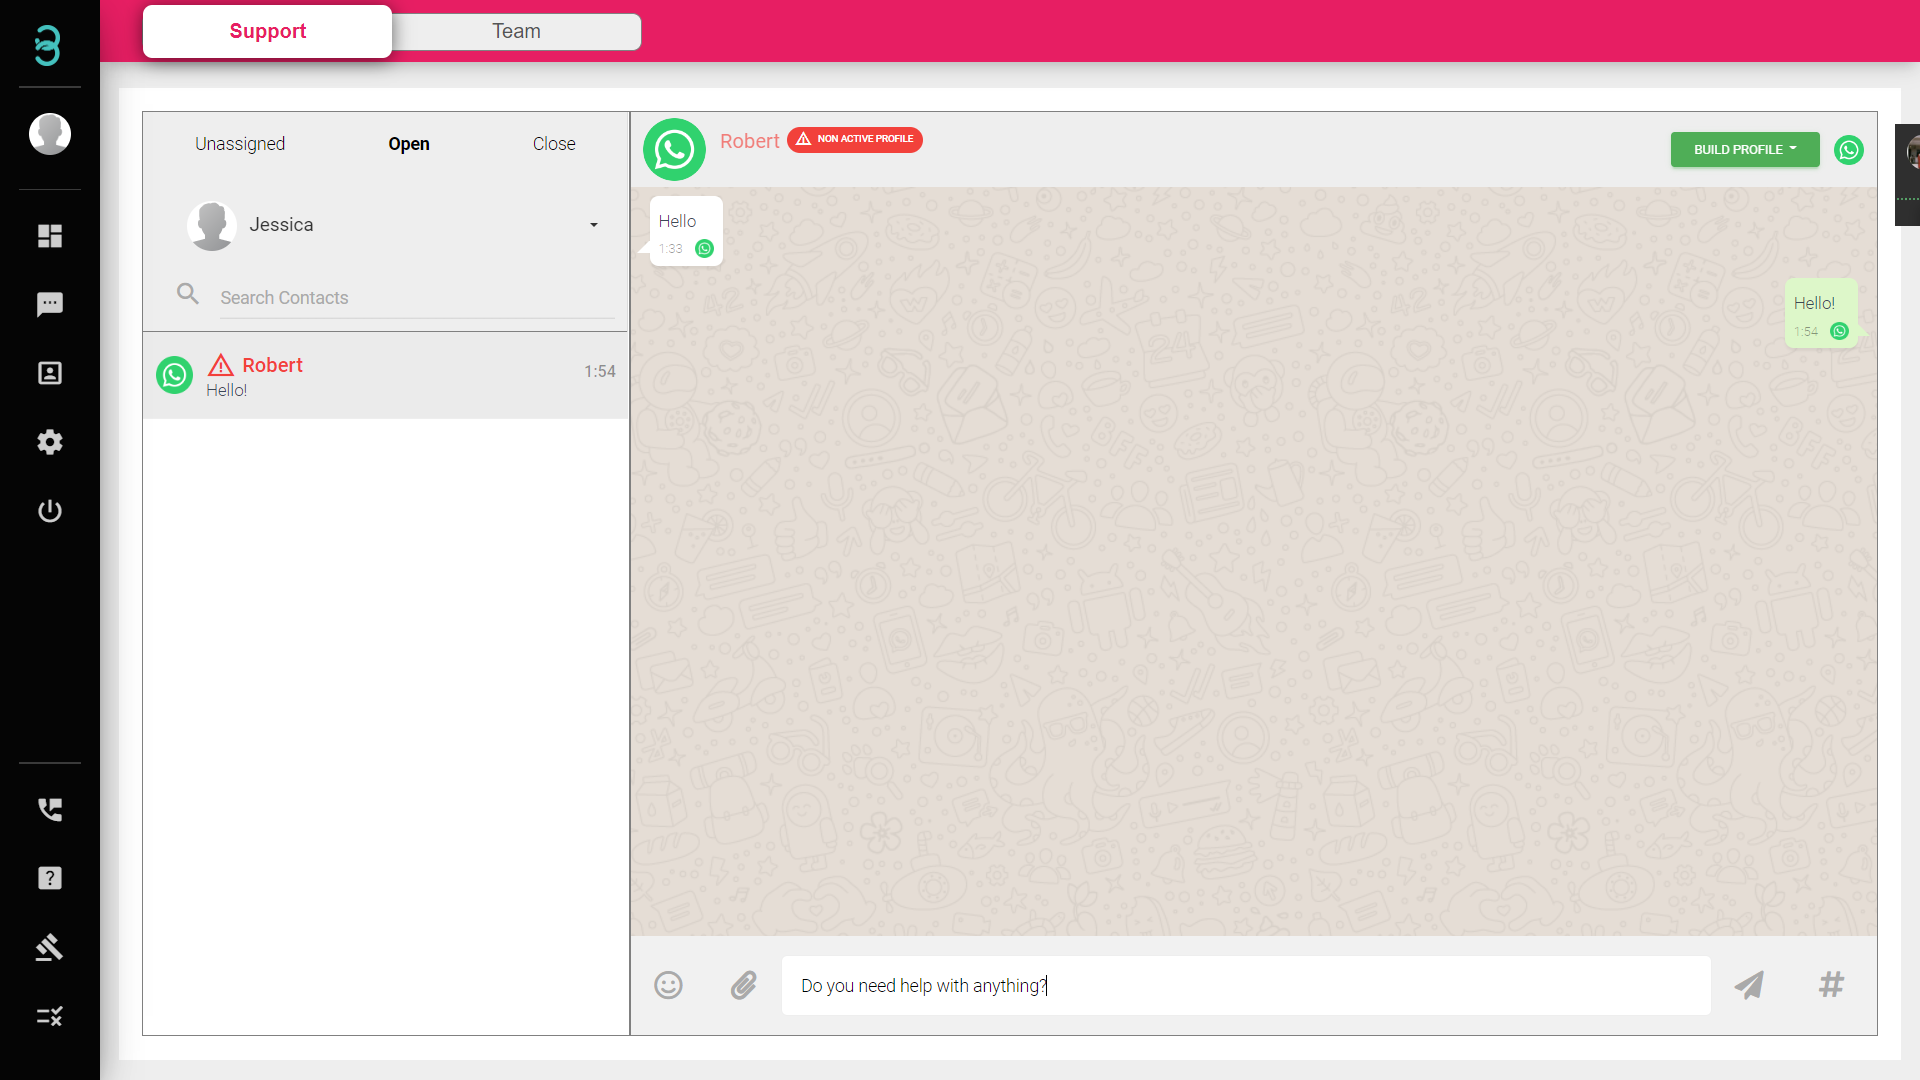 Support
Team
Unassigned
Open
Close
Jessica
Search Contacts
Robert
1:54
Hello!
Robert
NON ACTIVE PROFILE
BUILD PROFILE
Hello
1:33
Hello!
1:54
Do you need help with anything?